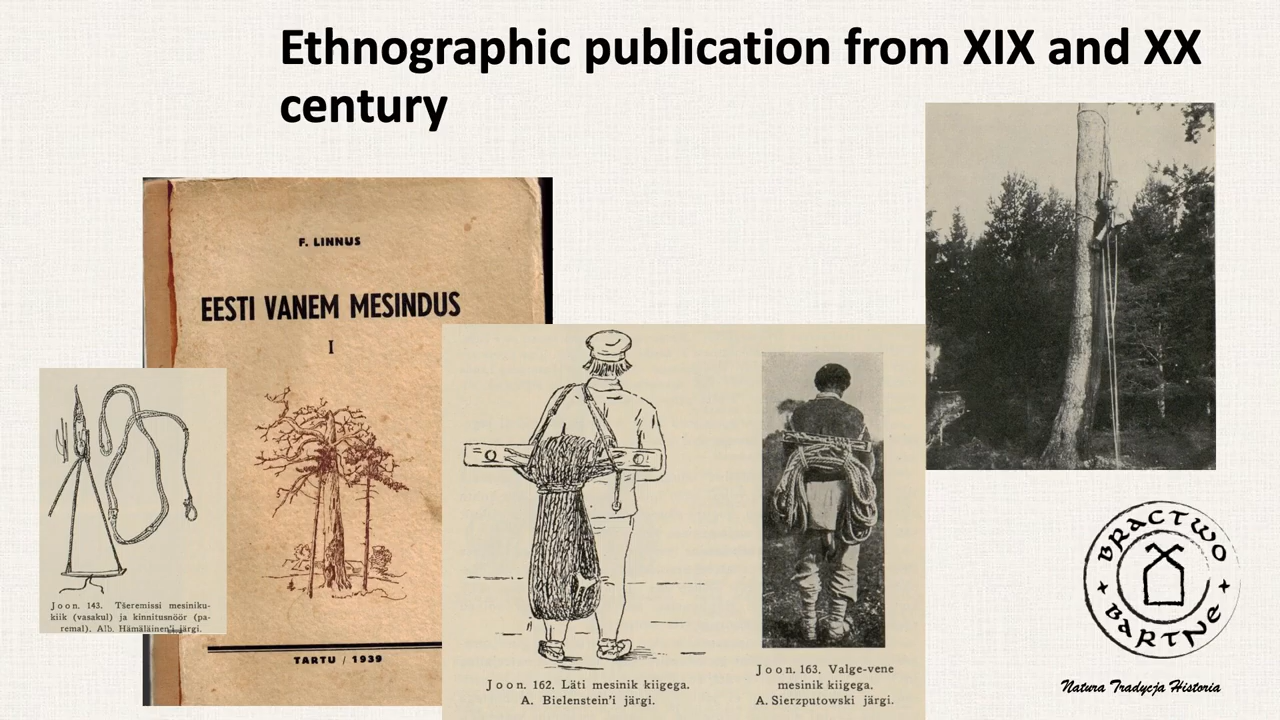 Ethnographic publication from XIX and XX
century
F. LINNUS
EESTI VANEM MESINDUS
I
TARTU / 1939
Joon. 143. Tšeremissi mesiniku-
kiik (vasakul) ja kinnitusnöör (pa-
remal). Alb. Hämäläinen'i järgi.
Joon. 162. Läti mesinik kiigega.
A. Bielenstein'i järgi.
Joon. 163. Valge-vene
mesinik kiigega.
A. Sierzputowski järgi.
BRACTWO
BARTNE
Natura Tradycja Historia